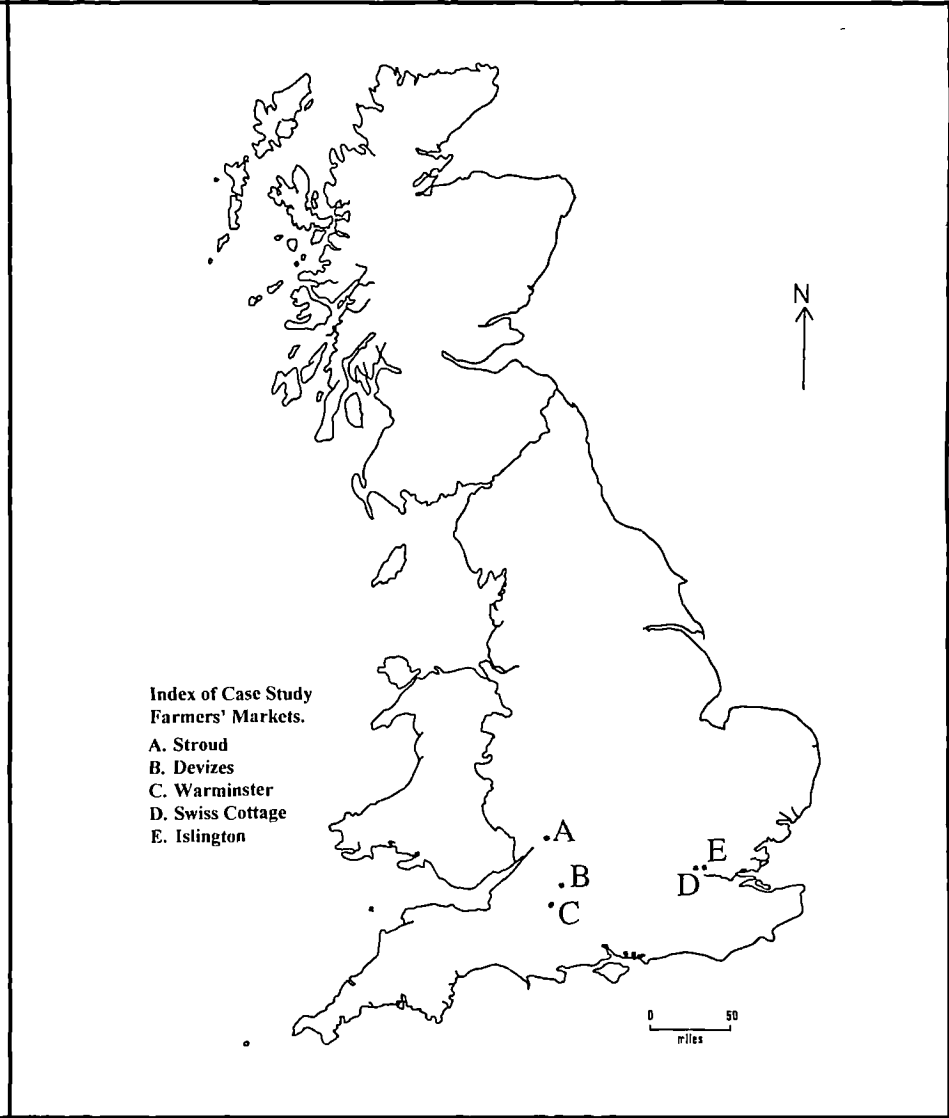 N
Index of Case Study
Farmers' Markets.
A. Stroud
B. Devizes
C. Warminster
D. Swiss Cottage
E. Islington
A
E
B
D
C
0 50
miles